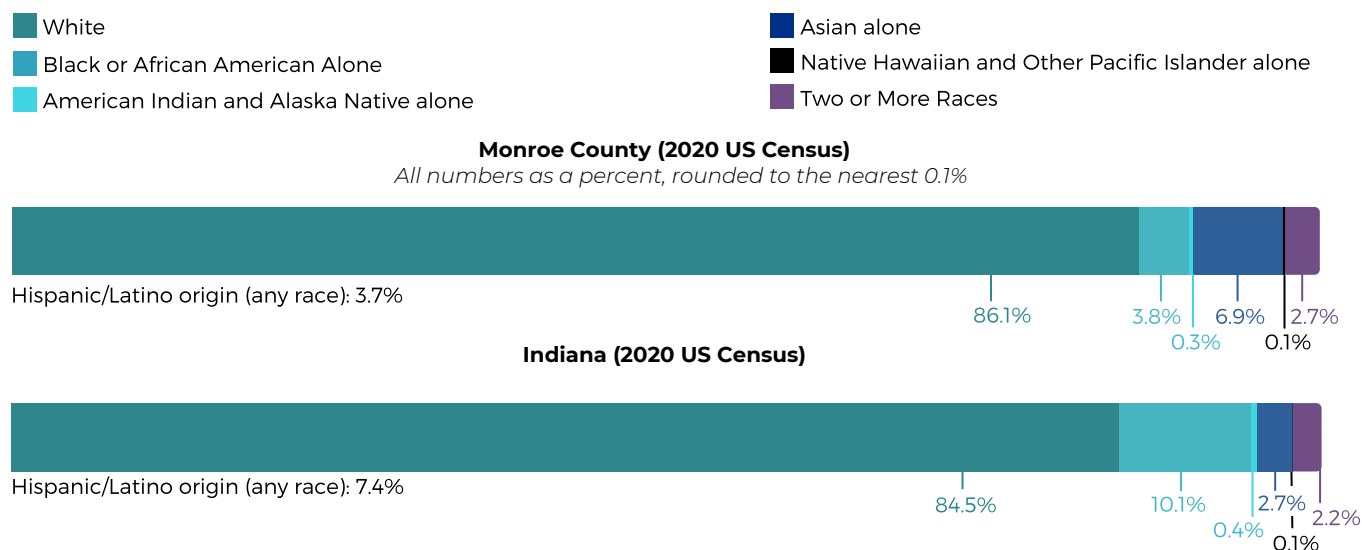 White
Black or African American Alone
American Indian and Alaska Native alone
Asian alone
Native Hawaiian and Other Pacific Islander alone
Two or More Races
Monroe County (2020 US Census)
All numbers as a percent, rounded to the nearest 0.1%
Hispanic/Latino origin (any race): 3.7%
86.1%
3.8%
6.9%
2.7%
0.3%
0.1%
Indiana (2020 US Census)
Hispanic/Latino origin (any race): 7.4%
84.5%
10.1%
2.7%
2.2%
0.4%
0.1%